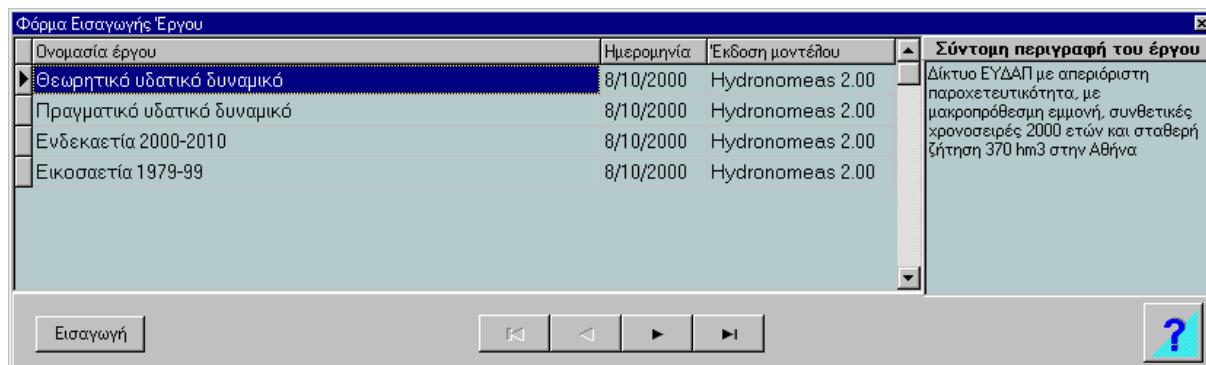 Φόρμα Εισαγωγής Έργου
Ονομασία έργου Ημερομηνία Έκδοση μοντέλου
Θεωρητικό υδατικό δυναμικό 8/10/2000 Hydronomeas 2.00
Πραγματικό υδατικό δυναμικό 8/10/2000 Hydronomeas 2.00
Ενδεκαετία 2000-2010 8/10/2000 Hydronomeas 2.00
Εικοσαετία 1979-99 8/10/2000 Hydronomeas 2.00
Σύντομη περιγραφή του έργου
Δίκτυο ΕΥΔΑΠ με απεριόριστη
παροχετευτικότητα, με
μακροπρόθεσμη εμμονή, συνθετικές
χρονοσειρές 2000 ετών και σταθερή
ζήτηση 370 hm3 στην Αθήνα
Εισαγωγή
?